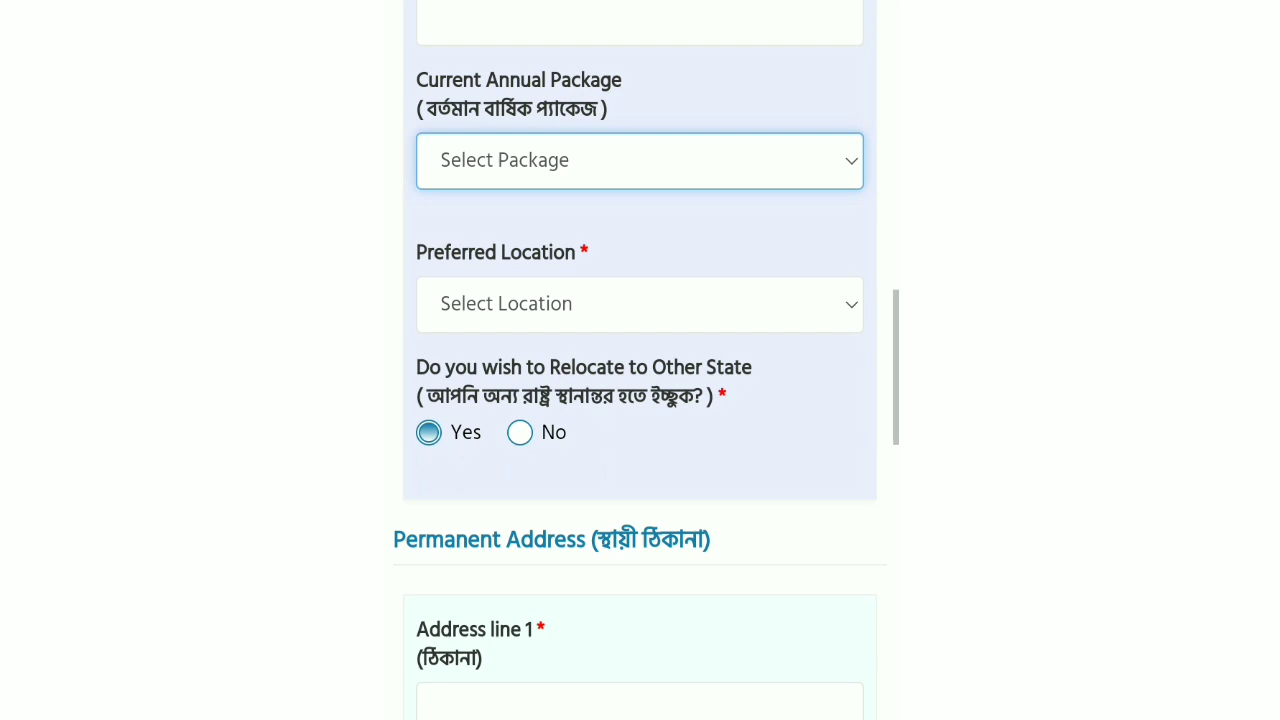 Current Annual Package
( বর্তমান বার্ষিক প্যাকেজ )
Select Package
Preferred Location *
Select Location
Do you wish to Relocate to Other State
( আপনি অন্য রাষ্ট্র স্থানান্তর হতে ইচ্ছুক? ) *
Yes No
Permanent Address (স্থায়ী ঠিকানা)
Address line 1 *
(ঠিকানা)